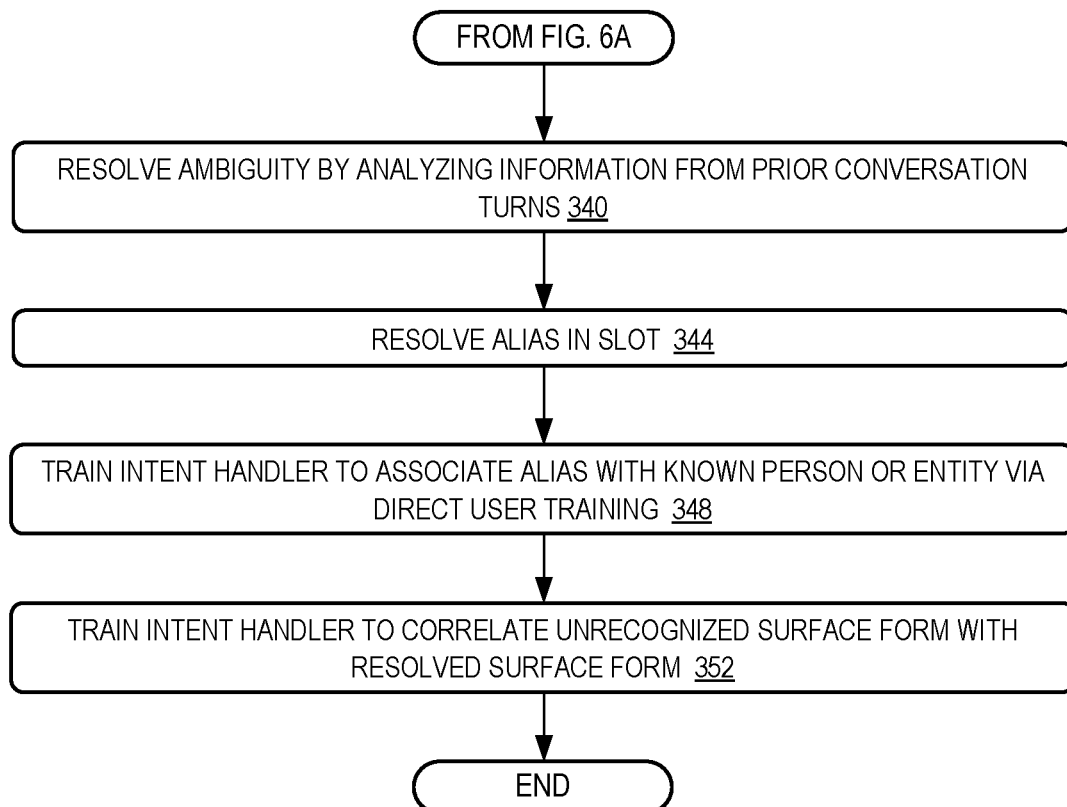 FROM FIG. 6A
RESOLVE AMBIGUITY BY ANALYZING INFORMATION FROM PRIOR CONVERSATION
TURNS 340
RESOLVE ALIAS IN SLOT 344
TRAIN INTENT HANDLER TO ASSOCIATE ALIAS WITH KNOWN PERSON OR ENTITY VIA
DIRECT USER TRAINING 348
TRAIN INTENT HANDLER TO CORRELATE UNRECOGNIZED SURFACE FORM WITH
RESOLVED SURFACE FORM 352
END